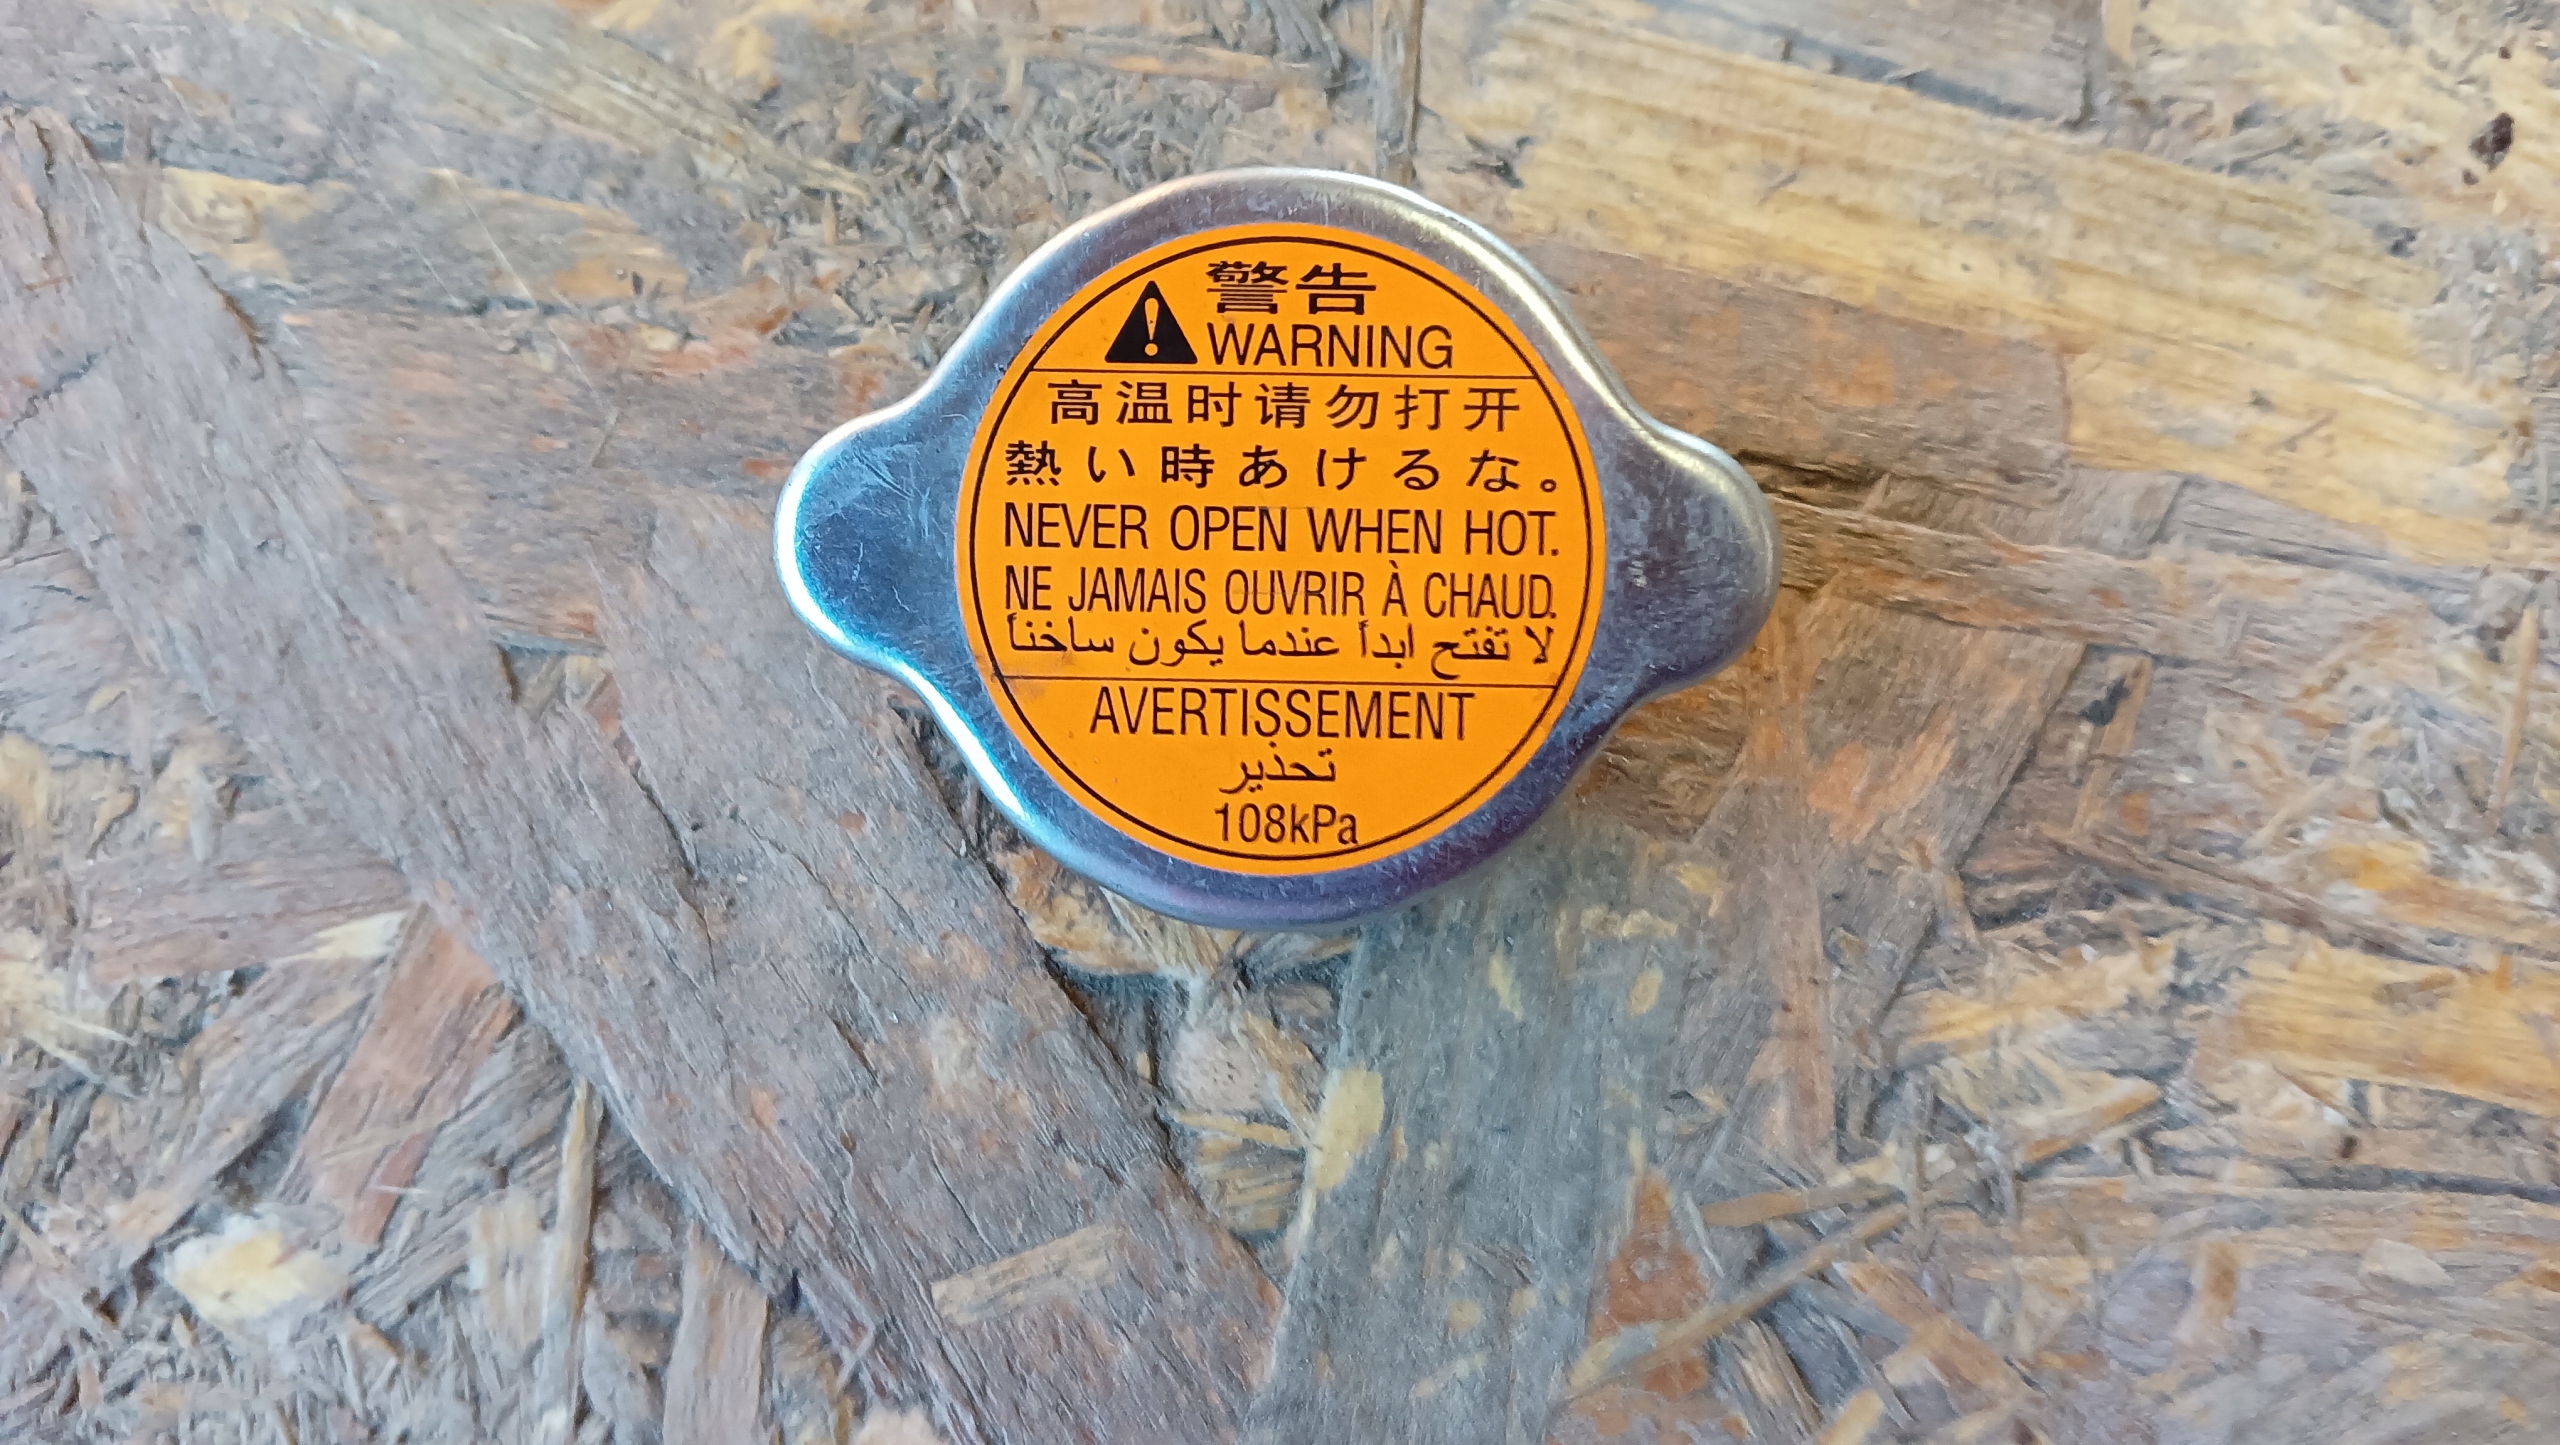 警告
WARNING
高温时请勿打开
熱い時あけるな。
NEVER OPEN WHEN HOT.
NE JAMAIS OUVRIR À CHAUD.
لا تفتح ابداً عندما يكون ساخناً
AVERTISSEMENT
تحذير
108kPa